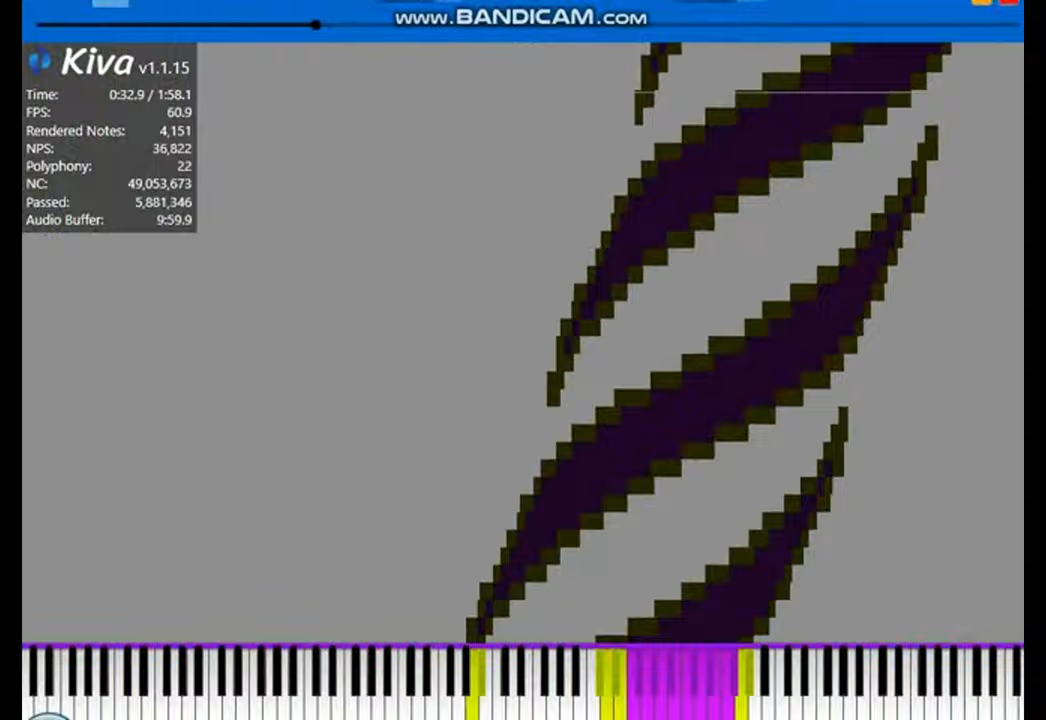 www.BANDICAM.com
Kiva v1.1.15
Time: 0:32.9 / 1:58.1
FPS: 60.9
Rendered Notes: 4,151
NPS: 36,822
Polyphony: 22
NC: 49,053,673
Passed: 5,881,346
Audio Buffer: 9:59.9